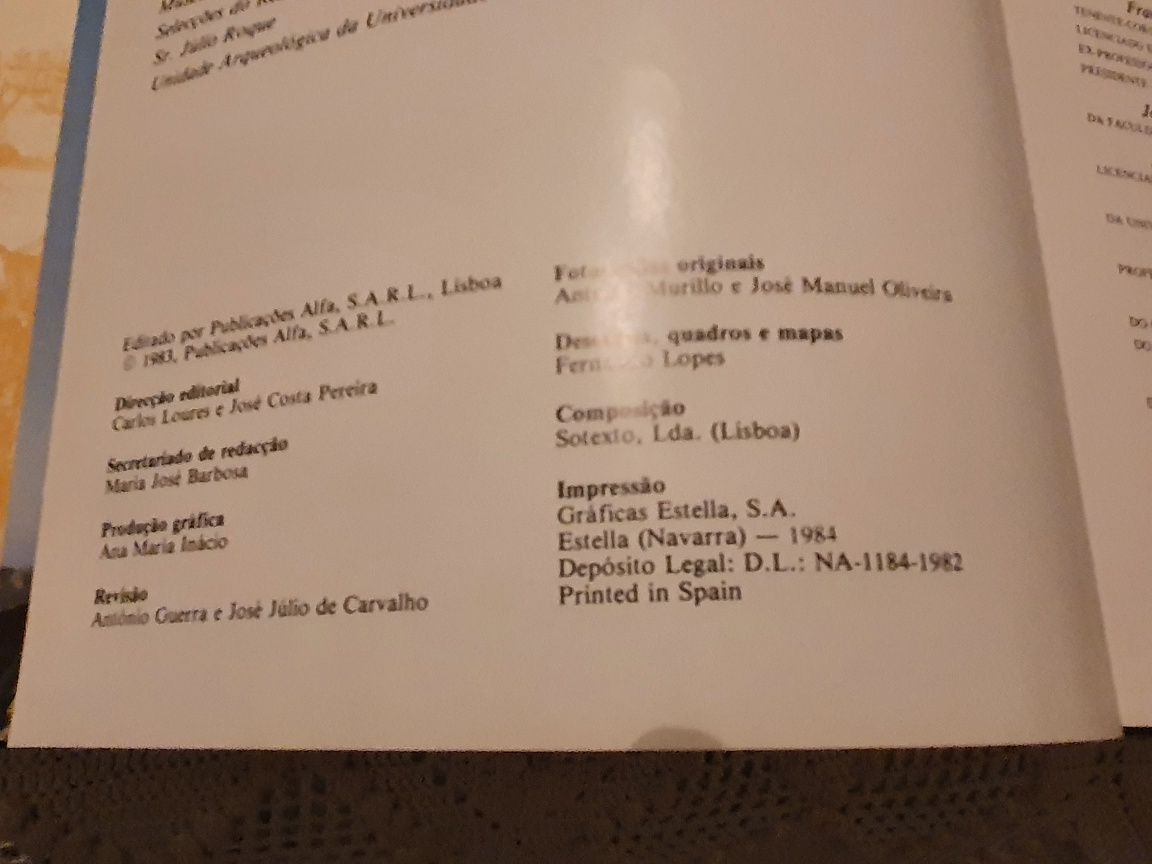 Selecções do
Sr. Júlio Roque
Unidade Arqueológica da Universidade
Editado por Publicações Alfa, S.A.R.L., Lisboa
© 1983, Publicações Alfa, S.A.R.L.
Direcção editorial
Carlos Loures e José Costa Pereira
Secretariado de redacção
Maria José Barbosa
Produção gráfica
Ana Maria Inácio
Revisão
António Guerra e José Júlio de Carvalho
originais
Murillo e José Manuel Oliveira
quadros e mapas
Lopes
Composição
Sotexto, Lda. (Lisboa)
Impressão
Gráficas Estella, S.A.
Estella (Navarra) — 1984
Depósito Legal: D.L.: NA-1184-1982
Printed in Spain
PRESIDENTE